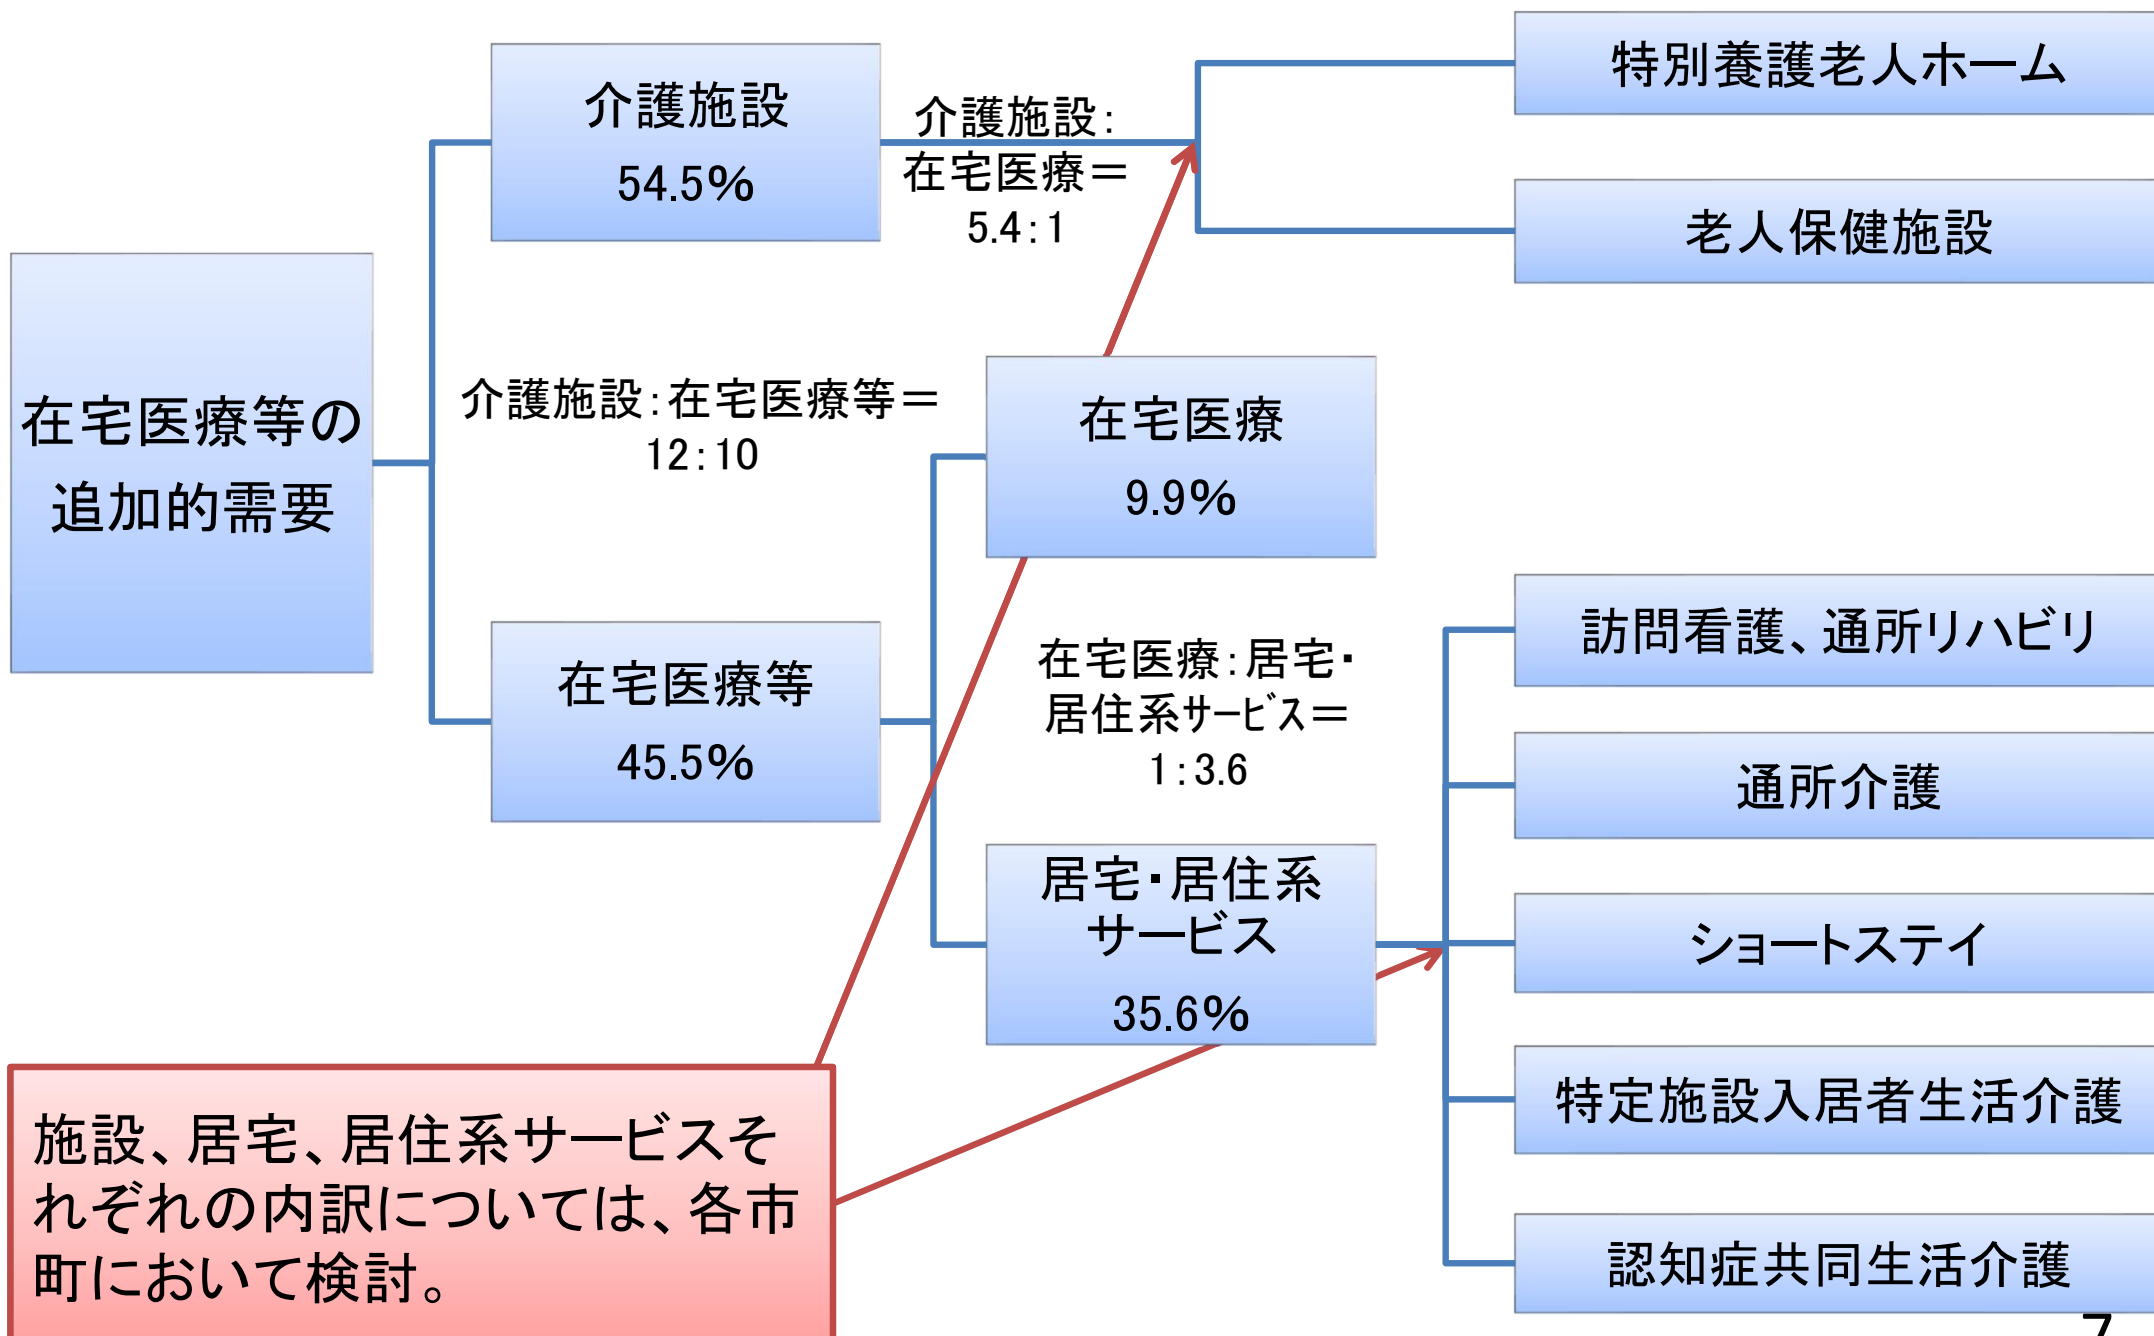 在宅医療等の
追加的需要
介護施設
54.5%
介護施設：
在宅医療＝
5.4：1
特別養護老人ホーム
老人保健施設
介護施設：在宅医療等＝
12：10
在宅医療等
45.5%
在宅医療
9.9%
在宅医療：居宅・
居住系サービス＝
1：3.6
居宅・居住系
サービス
35.6%
訪問看護、通所リハビリ
通所介護
ショートステイ
特定施設入居者生活介護
認知症共同生活介護
施設、居宅、居住系サービスそ
れぞれの内訳については、各市
町において検討。
7